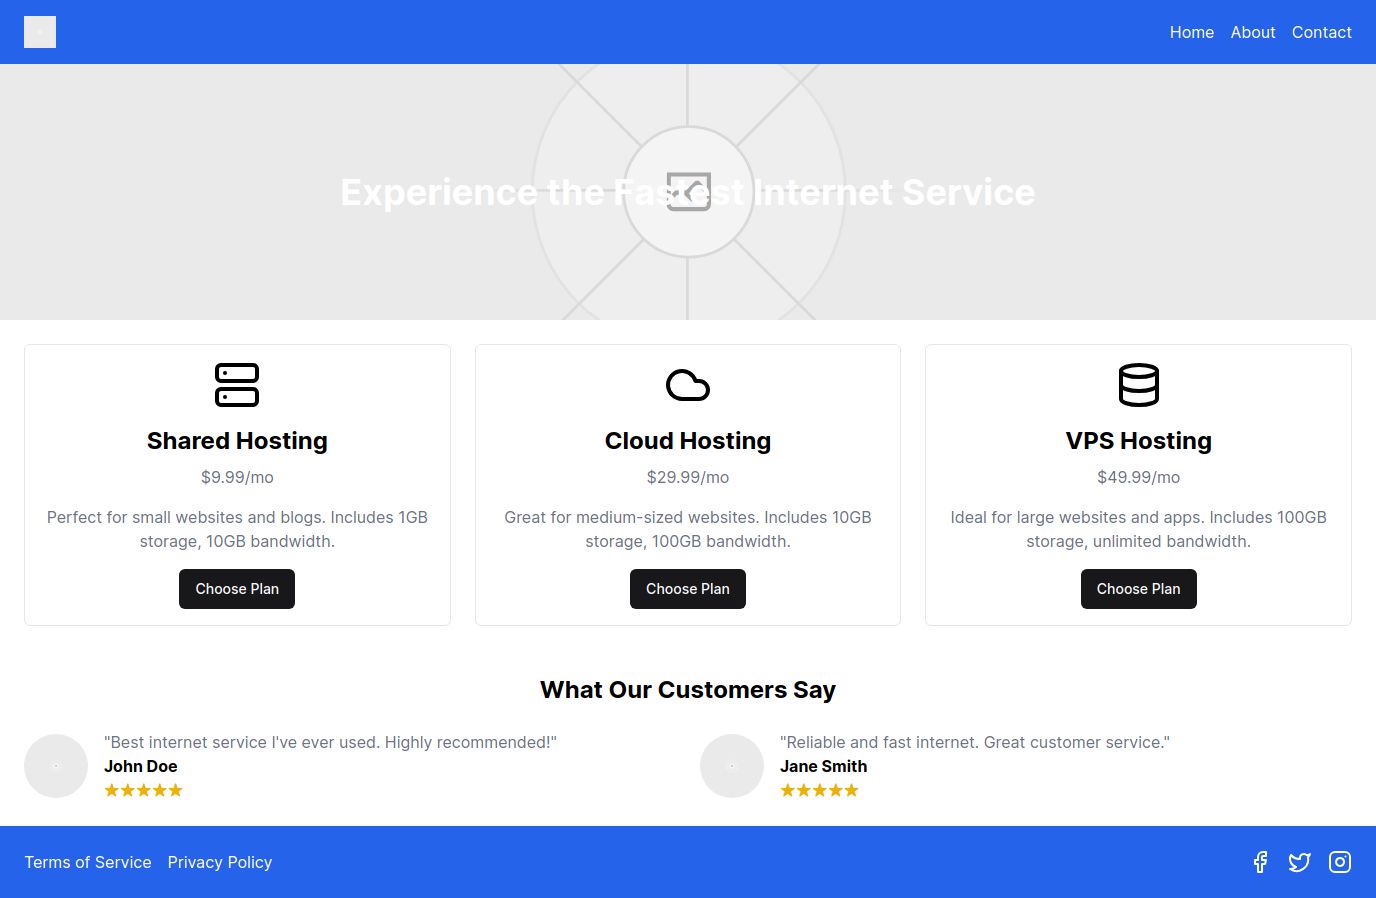 Home About Contact
Experience the Fastest Internet Service
Shared Hosting
$9.99/mo
Perfect for small websites and blogs. Includes 1GB
storage, 10GB bandwidth.
Choose Plan
Cloud Hosting
$29.99/mo
Great for medium-sized websites. Includes 10GB
storage, 100GB bandwidth.
Choose Plan
VPS Hosting
$49.99/mo
Ideal for large websites and apps. Includes 100GB
storage, unlimited bandwidth.
Choose Plan
What Our Customers Say
"Best internet service I've ever used. Highly recommended!"
John Doe
"Reliable and fast internet. Great customer service."
Jane Smith
Terms of Service Privacy Policy